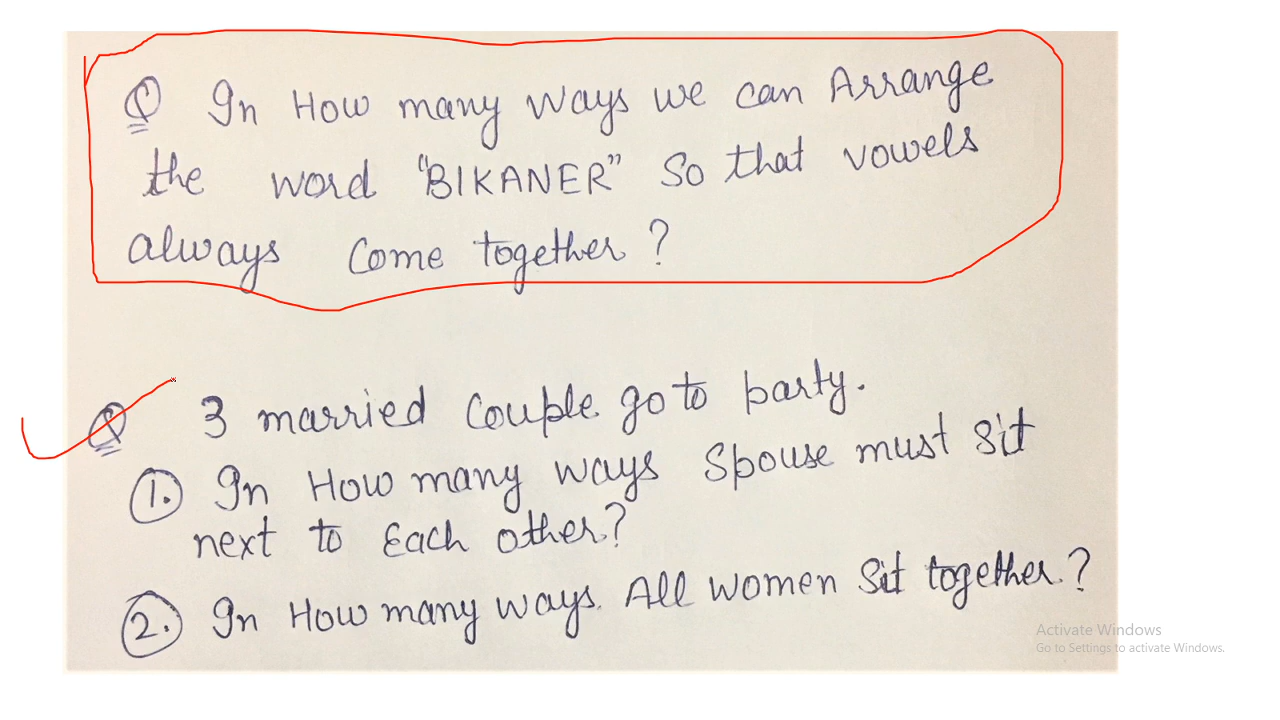 Q In How many ways we can Arrange
the word "BIKANER" So that vowels
always Come together?
Q 3 married Couple go to party.
1. In How many ways Spouse must Sit
next to Each other?
2. In How many ways. All women Sit together.?
Activate Windows
Go to Settings to activate Windows.